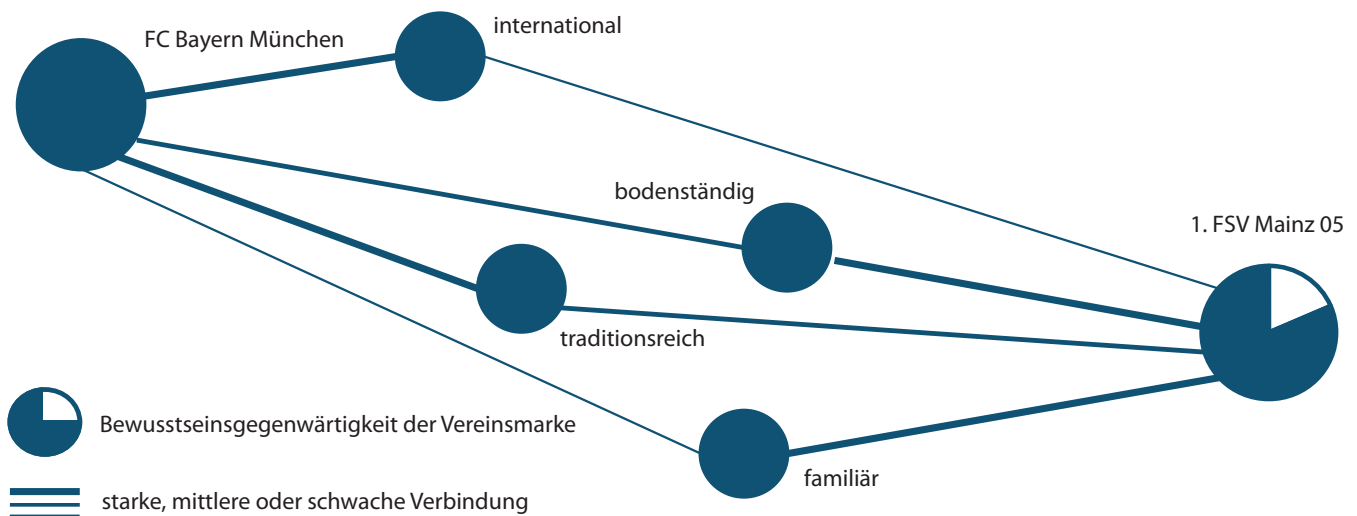 FC Bayern München
international
bodenständig
1. FSV Mainz 05
traditionsreich
familiär
Bewusstseinsgegenwärtigkeit der Vereinsmarke
starke, mittlere oder schwache Verbindung